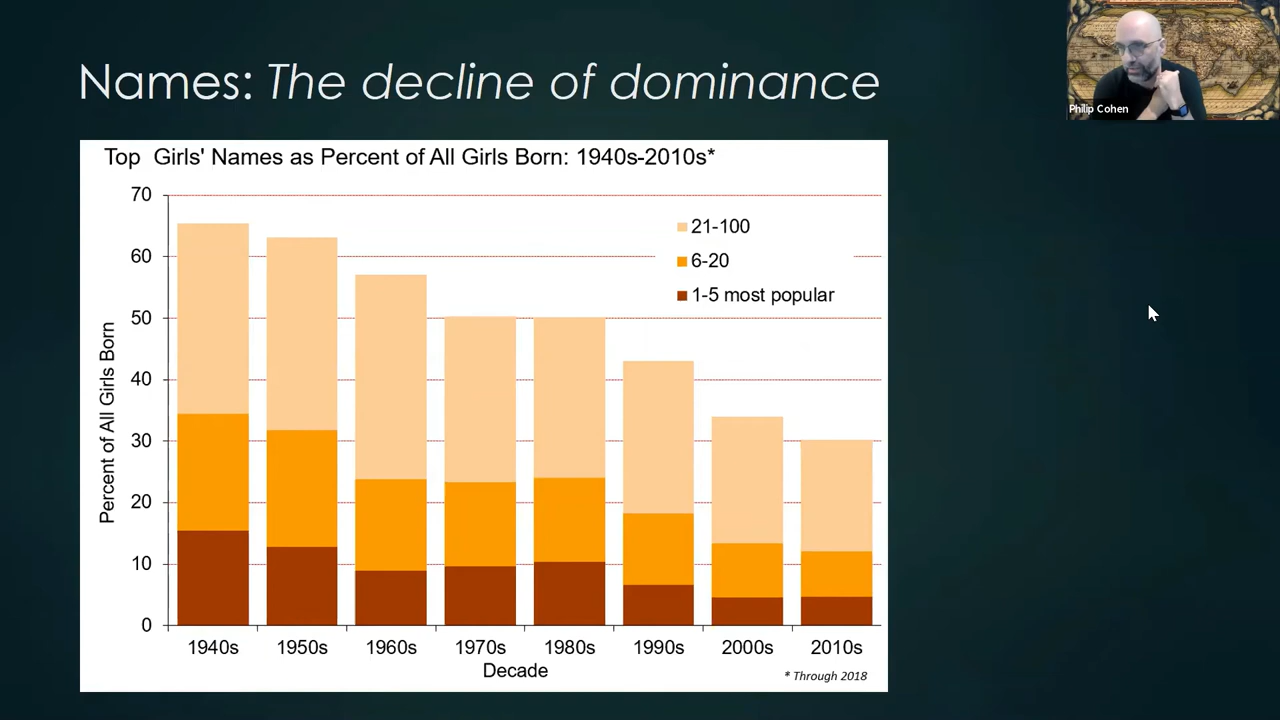 Names: The decline of dominance
Philip Cohen
Top Girls' Names as Percent of All Girls Born: 1940s-2010s*
Percent of All Girls Born
70
60
50
40
30
20
10
0
21-100
6-20
1-5 most popular
1940s 1950s 1960s 1970s 1980s 1990s 2000s 2010s
Decade
* Through 2018